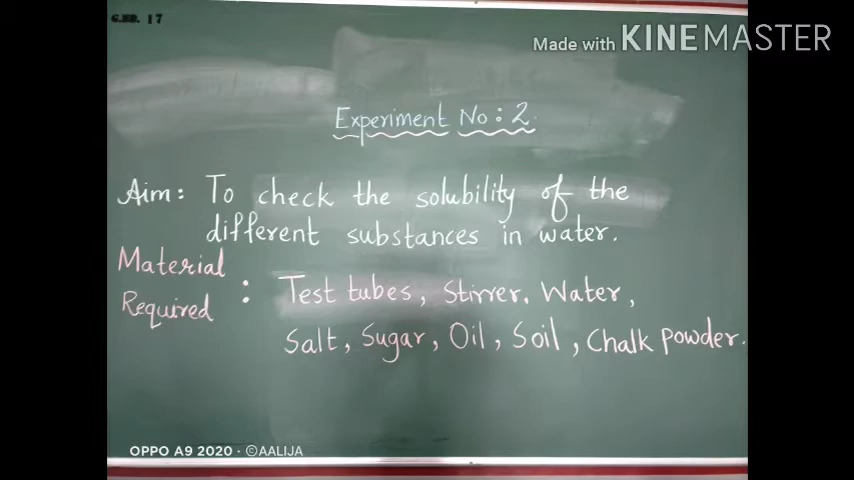 G.HD. 17
Made with KINEMASTER
Experiment No: 2.
Aim: To check the solubility of the
different substances in water.
Material
Required : Test tubes, Stirrer, Water,
Salt, Sugar, Oil, Soil, Chalk powder.
OPPO A9 2020 · ©AALIJA